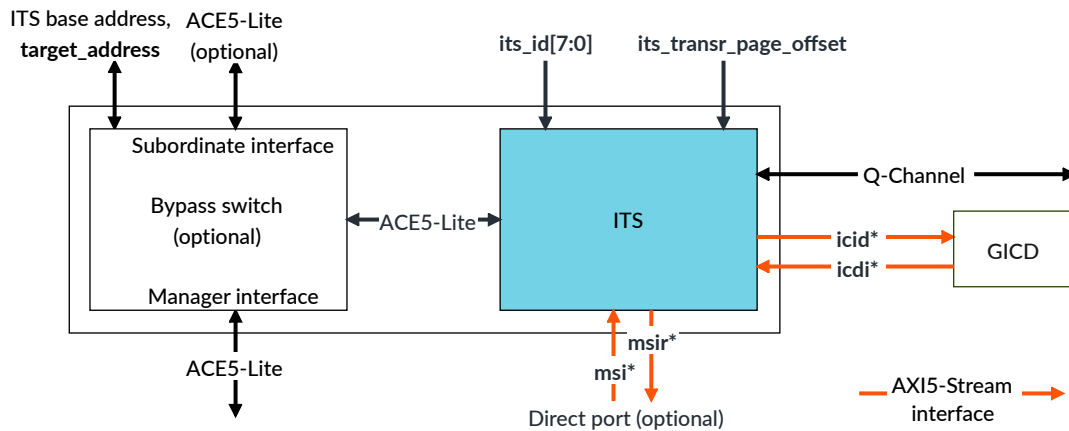 ITS base address,
target_address
ACE5-Lite
(optional)
its_id[7:0]
its_transr_page_offset
Subordinate interface
Bypass switch
(optional)
Manager interface
ACE5-Lite
ITS
Q-Channel
icid*
icdi*
GICD
ACE5-Lite
msi*
msir*
Direct port (optional)
AXI5-Stream
interface